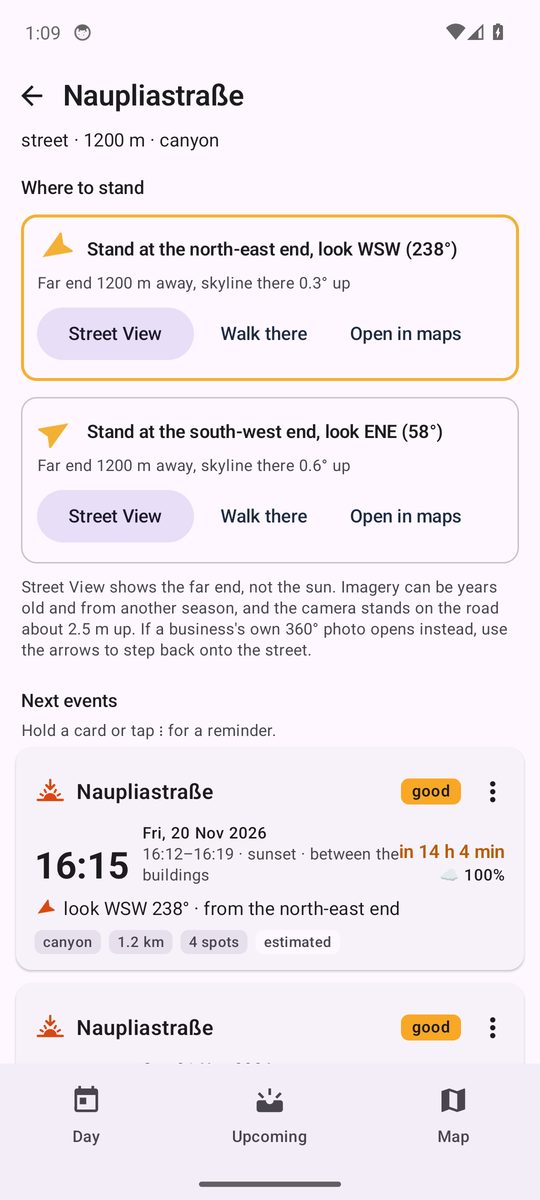 1:09
Naupliastraße
street · 1200 m · canyon
Where to stand
Stand at the north-east end, look WSW (238°)
Far end 1200 m away, skyline there 0.3° up
Street View Walk there Open in maps
Stand at the south-west end, look ENE (58°)
Far end 1200 m away, skyline there 0.6° up
Street View Walk there Open in maps
Street View shows the far end, not the sun. Imagery can be years
old and from another season, and the camera stands on the road
about 2.5 m up. If a business's own 360° photo opens instead, use
the arrows to step back onto the street.
Next events
Hold a card or tap ⋮ for a reminder.
Naupliastraße good
Fri, 20 Nov 2026
16:15 16:12–16:19 · sunset · between the in 14 h 4 min
buildings 100%
look WSW 238° · from the north-east end
canyon 1.2 km 4 spots estimated
Naupliastraße good
Day Upcoming Map